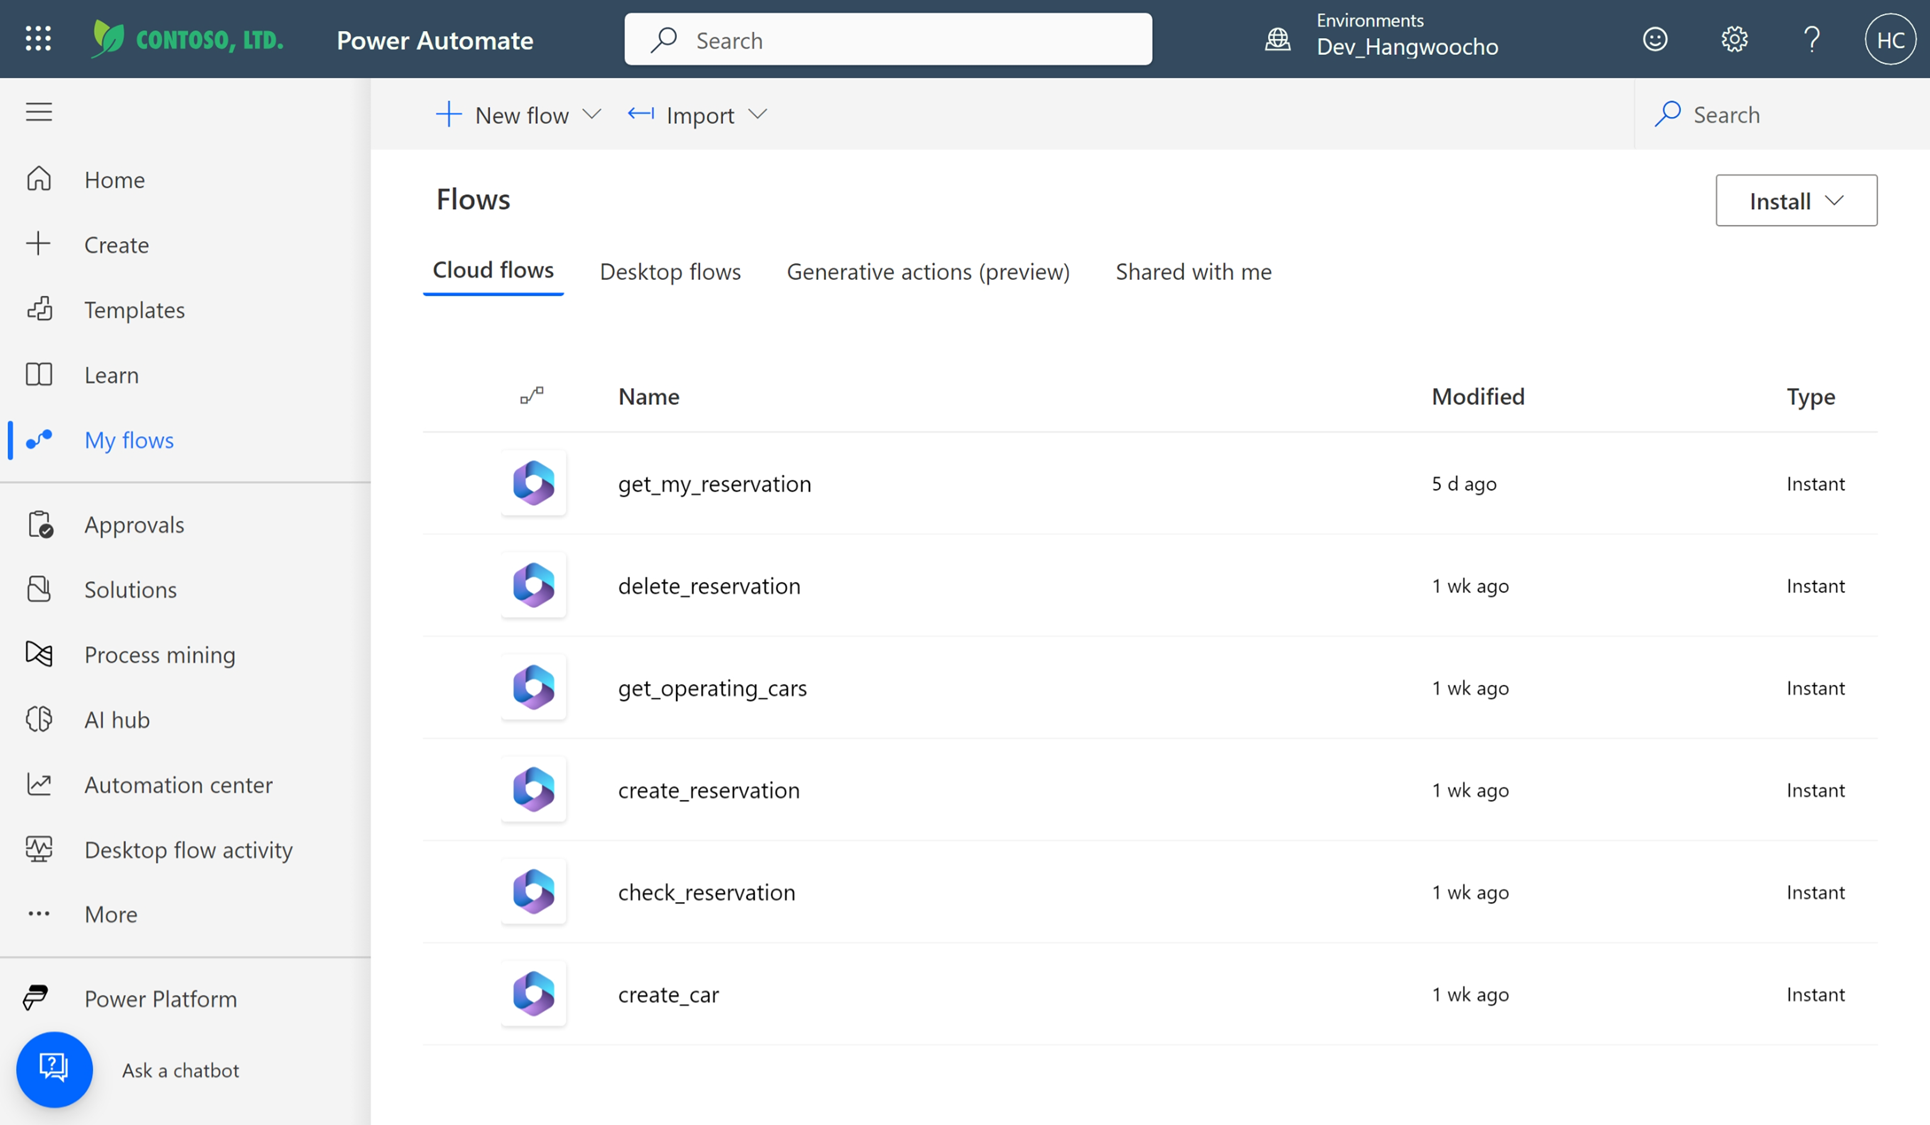 CONTOSO, LTD.
Power Automate
Search
Environments
Dev_Hangwoocho
?
HC
New flow
Import
Search
Home
Create
Templates
Learn
My flows
Approvals
Solutions
Process mining
AI hub
Automation center
Desktop flow activity
More
Power Platform
Ask a chatbot
Flows
Install
Cloud flows
Desktop flows
Generative actions (preview)
Shared with me
Name Modified Type
get_my_reservation 5 d ago Instant
delete_reservation 1 wk ago Instant
get_operating_cars 1 wk ago Instant
create_reservation 1 wk ago Instant
check_reservation 1 wk ago Instant
create_car 1 wk ago Instant